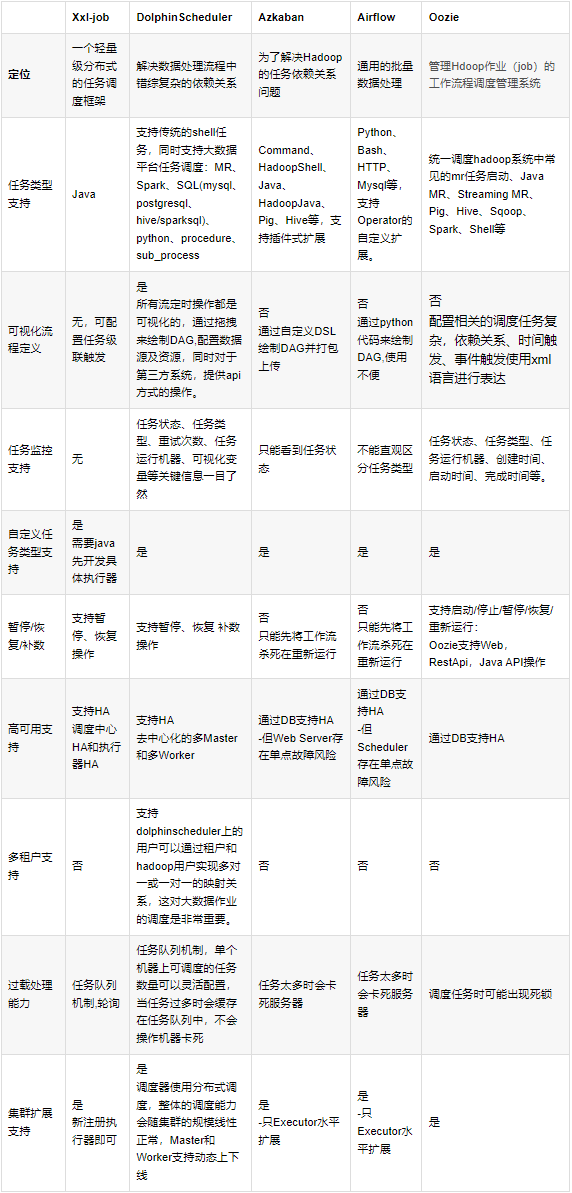 Xxl-job
DolphinScheduler
Azkaban
Airflow
Oozie
定位
一个轻量
级分布式
的任务调
度框架
解决数据处理流程中
错综复杂的依赖关系
为了解决Hadoop
的任务依赖关系
问题
通用的批量
数据处理
管理Hdoop作业（job）的
工作流程调度管理系统
任务类型
支持
Java
支持传统的shell任
务，同时支持大数据
平台任务调度：MR、
Spark、SQL(mysql、
postgresql、
hive/sparksql)、
python、procedure、
sub_process
Command、
HadoopShell、
Java、
HadoopJava、
Pig、Hive等，支
持插件式扩展
Python、
Bash、
HTTP、
Mysql等，
支持
Operator的
自定义扩
展。
统一调度hadoop系统中常
见的mr任务启动、Java
MR、Streaming MR、
Pig、Hive、Sqoop、
Spark、Shell等
可视化流
程定义
无，可配
置任务级
联触发
是
所有流定时操作都是
可视化的，通过拖拽
来绘制DAG,配置数据
源及资源，同时对于
第三方系统，提供api
方式的操作。
否
通过自定义DSL
绘制DAG并打包
上传
否
通过python
代码来绘制
DAG,使用
不便
否
配置相关的调度任务复
杂，依赖关系、时间触
发、事件触发使用xml
语言进行表达
任务监控
支持
无
任务状态、任务类
型、重试次数、任务
运行机器、可视化变
量等关键信息一目了
然
只能看到任务状
态
不能直观区
分任务类型
任务状态、任务类型、任
务运行机器、创建时间、
启动时间、完成时间等。
自定义任
务类型支
持
是
需要java
先开发具
体执行器
是
是
是
是
暂停/恢
复/补数
支持暂
停、恢复
操作
支持暂停、恢复 补数
操作
否
只能先将工作流
杀死在重新运行
否
只能先将工
作流杀死在
重新运行
支持启动/停止/暂停/恢复/
重新运行：
Oozie支持Web，
RestApi，Java API操作
高可用支
持
支持HA
调度中心
HA和执行
器HA
支持HA
去中心化的多Master
和多Worker
通过DB支持HA
-但Web Server存
在单点故障风险
通过DB支
持HA
-但
Scheduler
存在单点故
障风险
通过DB支持HA
多租户支
持
否
支持
dolphinscheduler上的
用户可以通过租户和
hadoop用户实现多对
一或一对一的映射关
系，这对大数据作业
的调度是非常重要。
否
否
否
过载处理
能力
任务队列
机制,轮询
任务队列机制，单个
机器上可调度的任务
数量可以灵活配置，
当任务过多时会缓存
在任务队列中，不会
操作机器卡死
任务太多时会卡
死服务器
任务太多时
会卡死服务
器
调度任务时可能出现死锁
集群扩展
支持
是
新注册执
行器即可
是
调度器使用分布式调
度，整体的调度能力
会随集群的规模线性
正常，Master和
Worker支持动态上下
线
是
-只Executor水平
扩展
是
-只
Executor水
平扩展
是